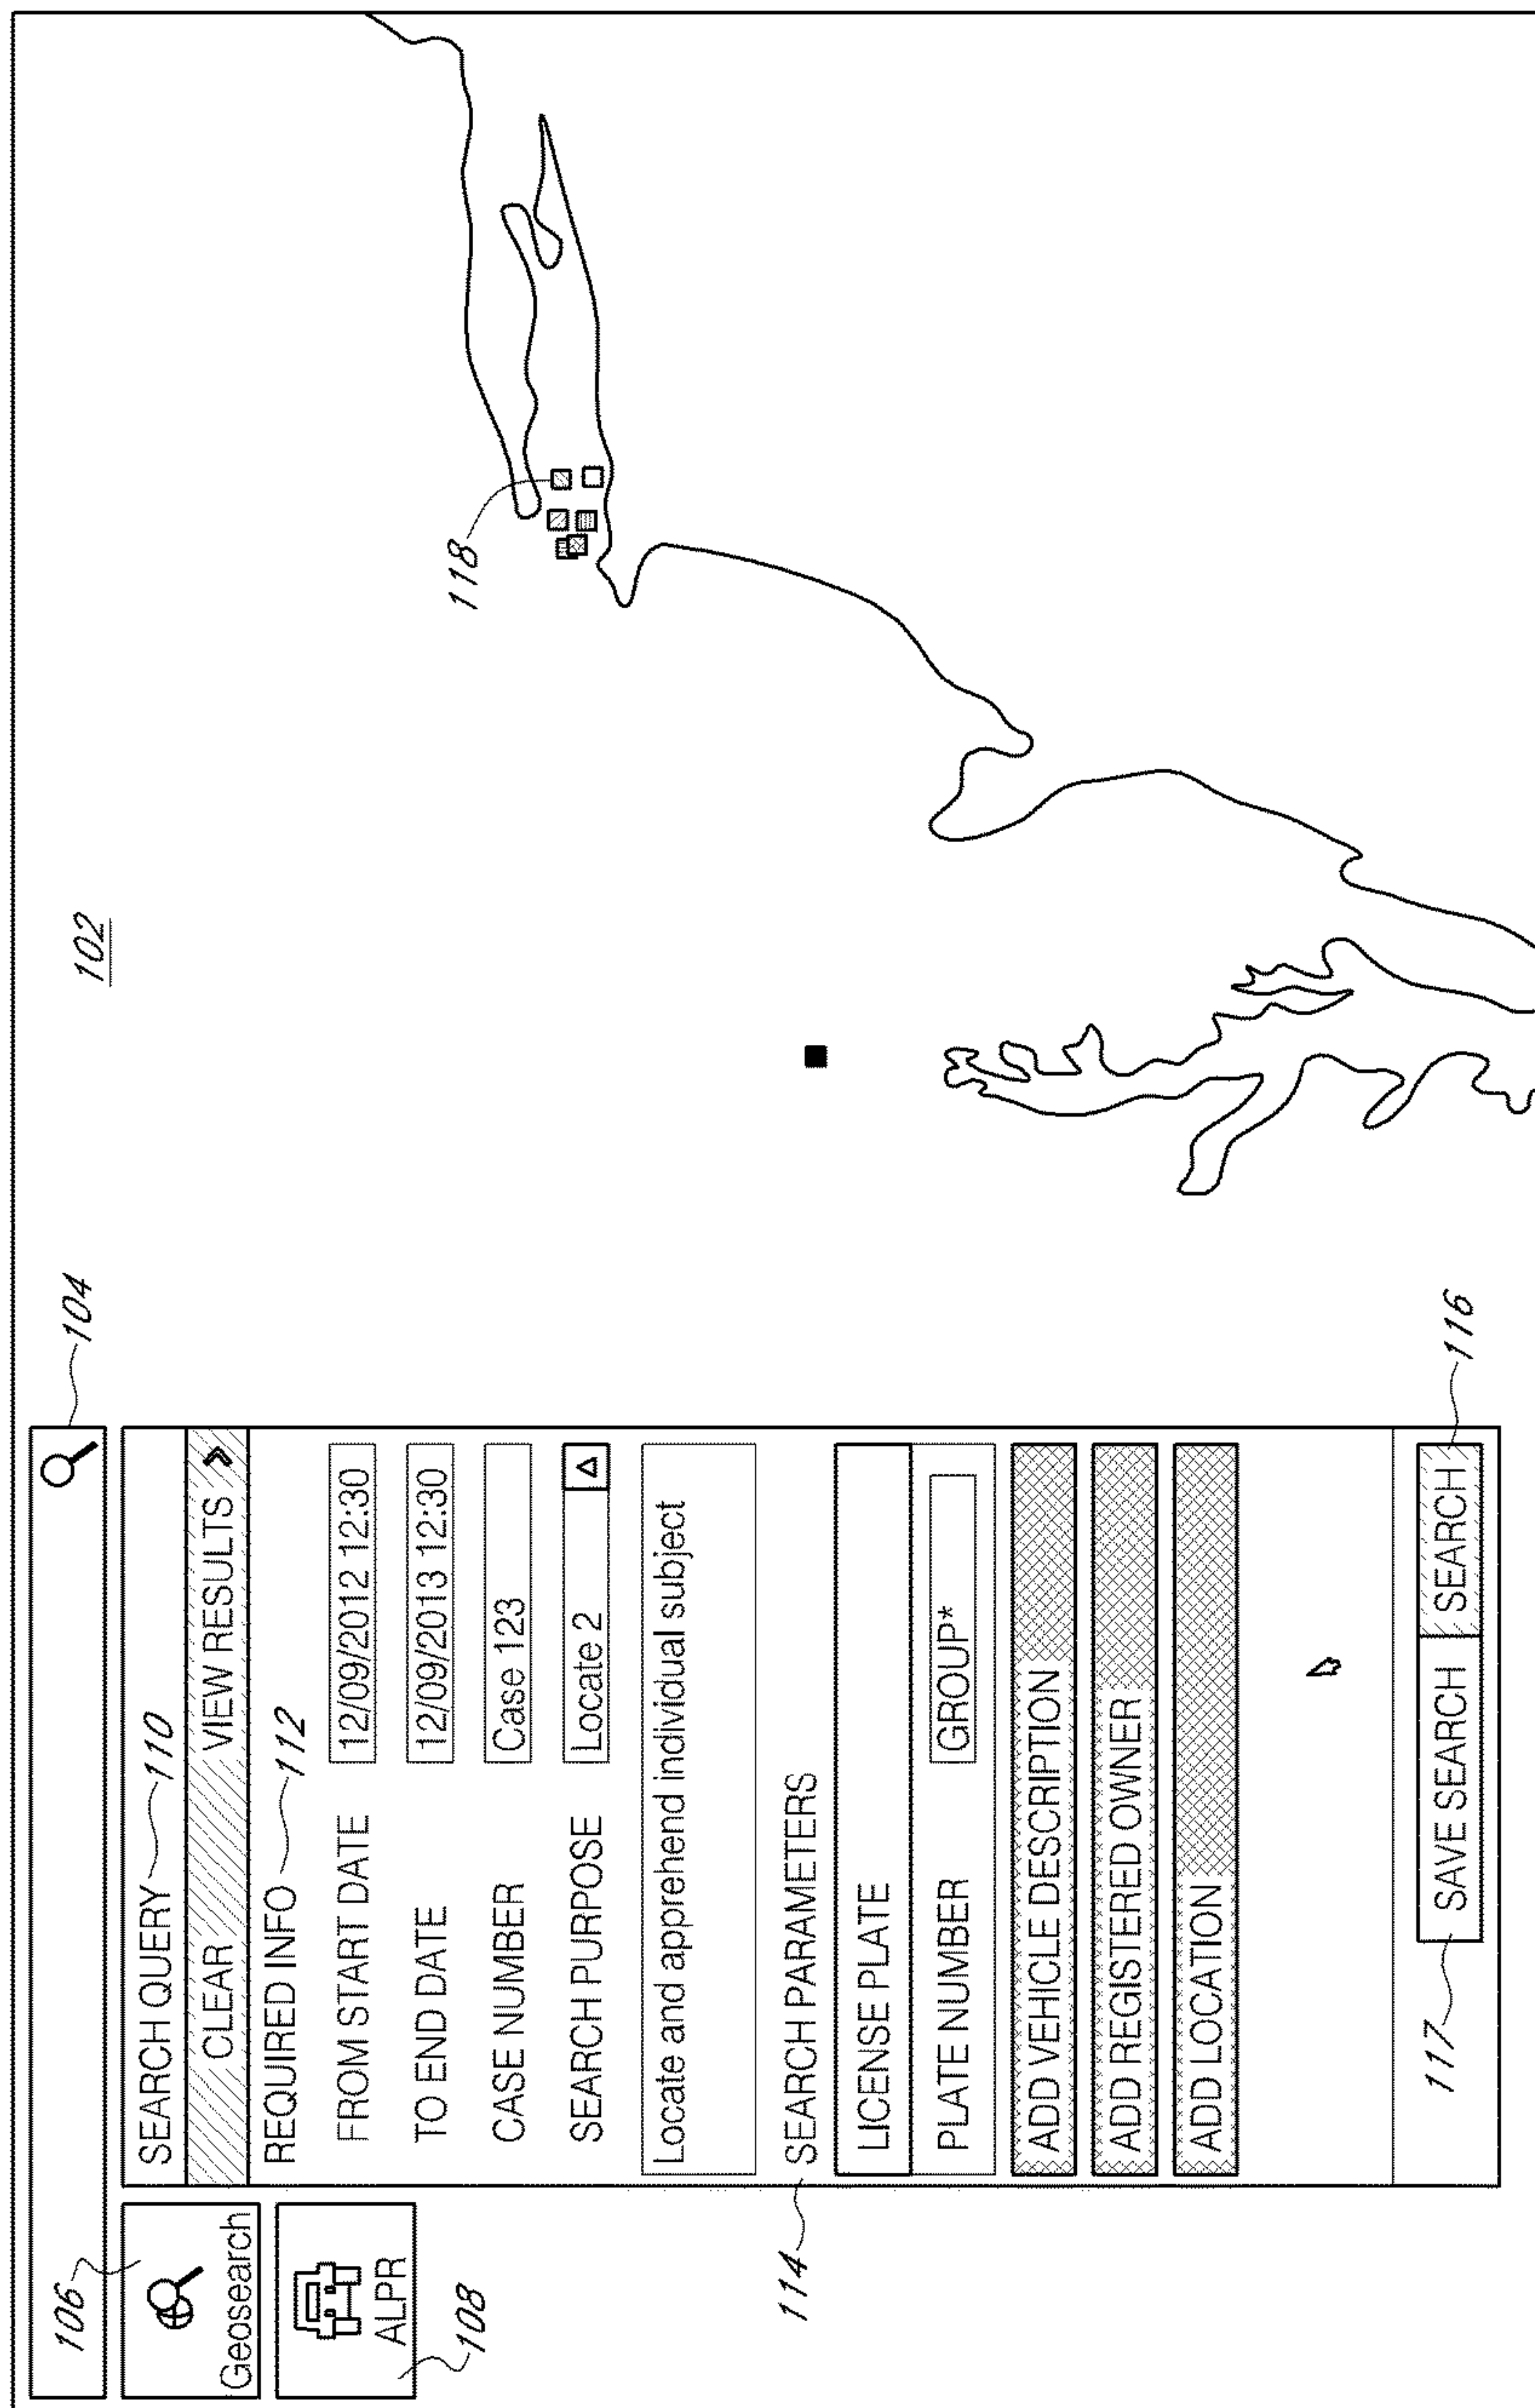 102
104
106
Geosearch
ALPR
108
SEARCH QUERY 110
CLEAR VIEW RESULTS
REQUIRED INFO 112
FROM START DATE 12/09/2012 12:30
TO END DATE 12/09/2013 12:30
CASE NUMBER Case 123
SEARCH PURPOSE Locate 2
Locate and apprehend individual subject
114
SEARCH PARAMETERS
LICENSE PLATE
PLATE NUMBER GROUP*
ADD VEHICLE DESCRIPTION
ADD REGISTERED OWNER
ADD LOCATION
117
SAVE SEARCH SEARCH
116
118